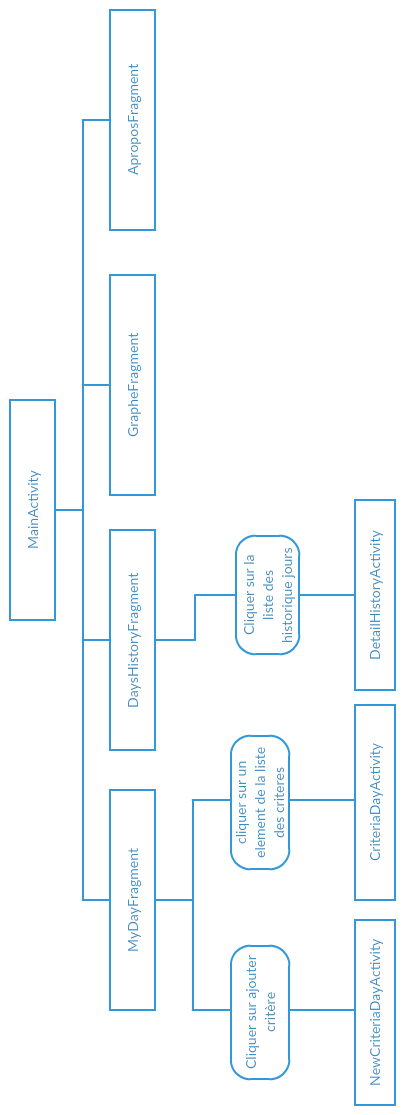 MainActivity
MyDayFragment
DaysHistoryFragment
GrapheFragment
AproposFragment
Cliquer sur ajouter
critère
cliquer sur un
element de la liste
des criteres
Cliquer sur la
liste des
historique jours
NewCriteriaDayActivity
CriteriaDayActivity
DetailHistoryActivity